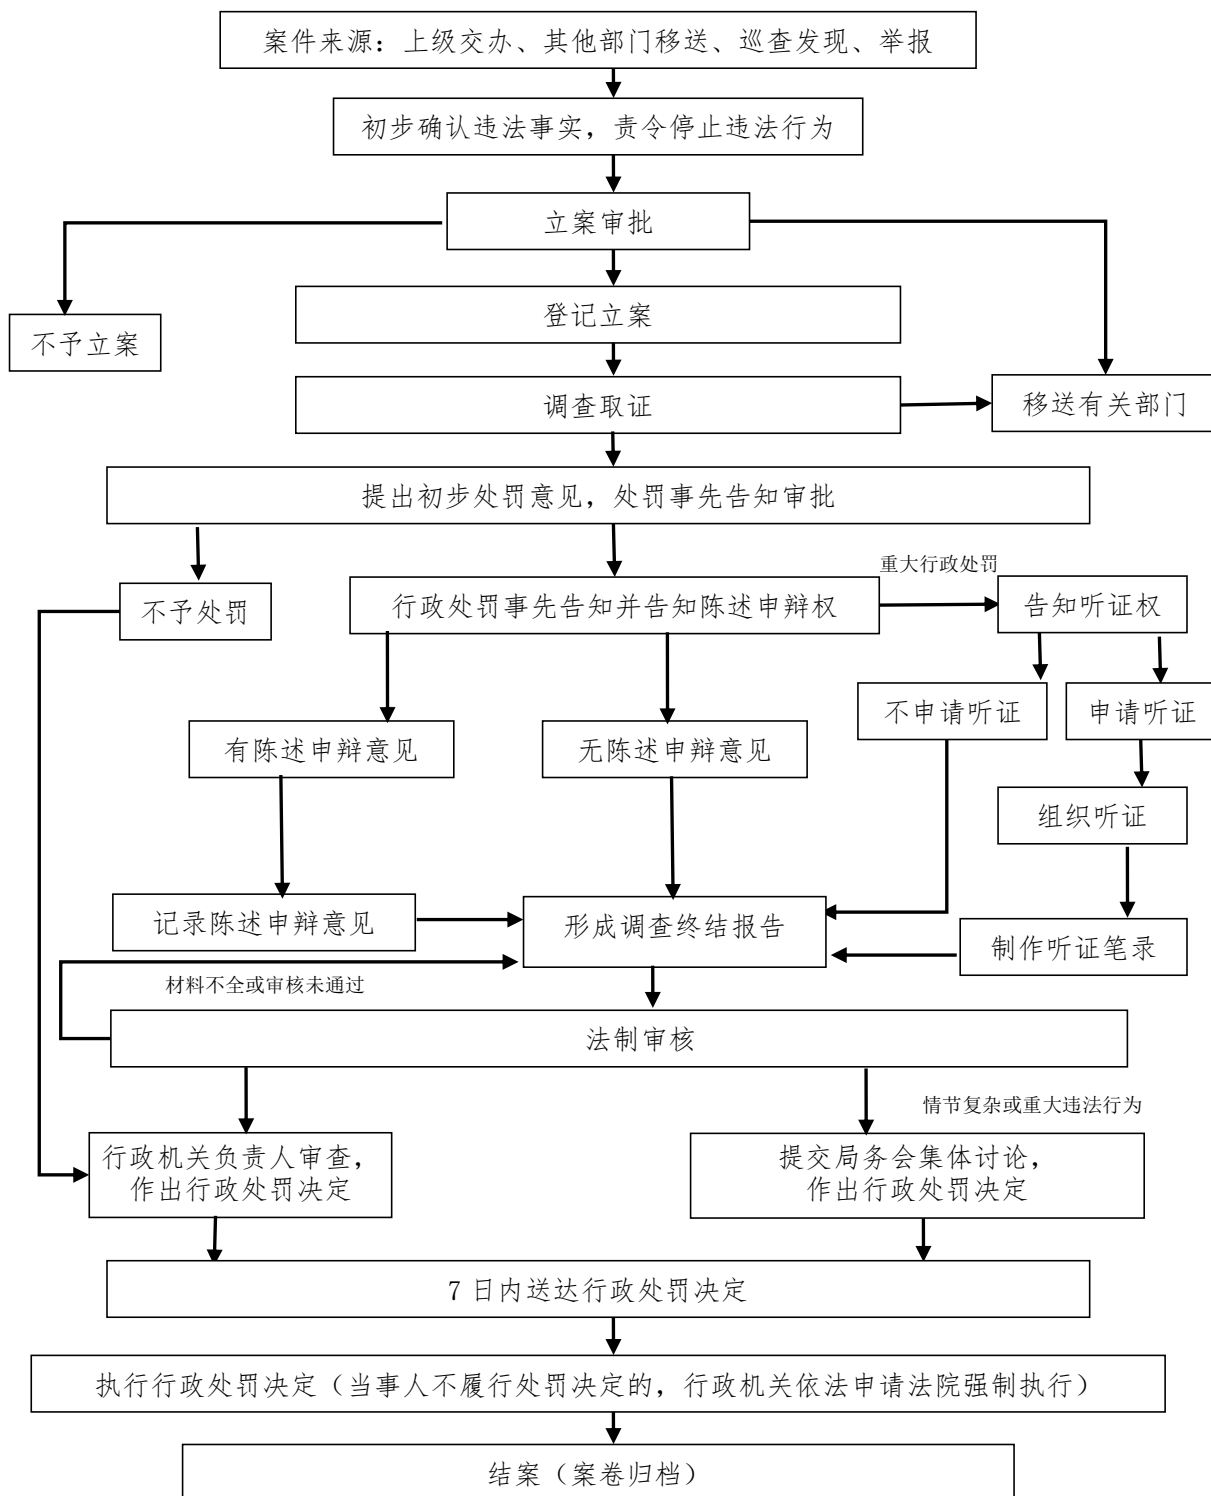 案件来源：上级交办、其他部门移送、巡查发现、举报
初步确认违法事实，责令停止违法行为
立案审批
登记立案
不予立案
调查取证
移送有关部门
提出初步处罚意见，处罚事先告知审批
重大行政处罚
不予处罚
行政处罚事先告知并告知陈述申辩权
告知听证权
不申请听证
申请听证
有陈述申辩意见
无陈述申辩意见
组织听证
记录陈述申辩意见
形成调查终结报告
制作听证笔录
材料不全或审核未通过
法制审核
情节复杂或重大违法行为
行政机关负责人审查，
作出行政处罚决定
提交局务会集体讨论，
作出行政处罚决定
7 日内送达行政处罚决定
执行行政处罚决定（当事人不履行处罚决定的，行政机关依法申请法院强制执行）
结案（案卷归档）